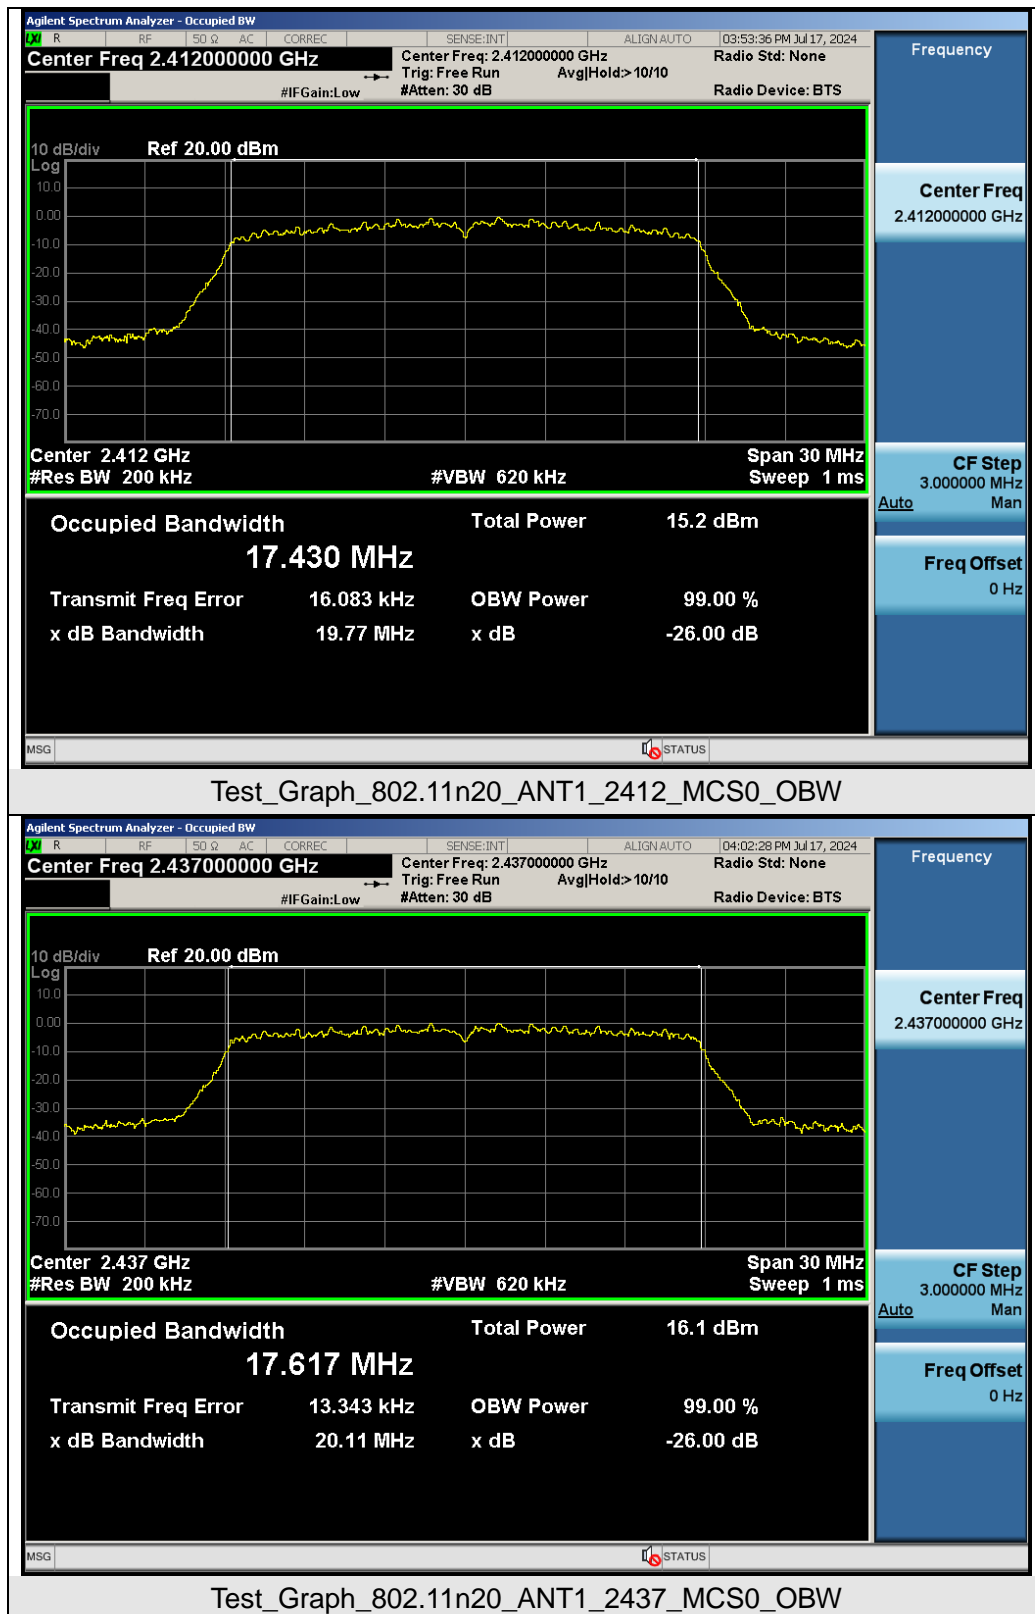 Agilent Spectrum Analyzer - Occupied BW
LXI R RF 50 Ω AC CORREC SENSE:INT ALIGN AUTO 03:53:36 PM Jul 17, 2024
Center Freq 2.412000000 GHz Center Freq: 2.412000000 GHz Radio Std: None Frequency
Trig: Free Run Avg|Hold:>10/10
#IFGain:Low #Atten: 30 dB Radio Device: BTS
10 dB/div Ref 20.00 dBm
Log
10.0
0.00
-10.0
-20.0
-30.0
-40.0
-50.0
-60.0
-70.0
Center 2.412 GHz Span 30 MHz
#Res BW 200 kHz #VBW 620 kHz Sweep 1 ms
Center Freq
2.412000000 GHz
CF Step
3.000000 MHz
Auto Man
Freq Offset
0 Hz
Occupied Bandwidth Total Power 15.2 dBm
17.430 MHz
Transmit Freq Error 16.083 kHz OBW Power 99.00 %
x dB Bandwidth 19.77 MHz x dB -26.00 dB
MSG STATUS
Test_Graph_802.11n20_ANT1_2412_MCS0_OBW
Agilent Spectrum Analyzer - Occupied BW
LXI R RF 50 Ω AC CORREC SENSE:INT ALIGN AUTO 04:02:28 PM Jul 17, 2024
Center Freq 2.437000000 GHz Center Freq: 2.437000000 GHz Radio Std: None Frequency
Trig: Free Run Avg|Hold:>10/10
#IFGain:Low #Atten: 30 dB Radio Device: BTS
10 dB/div Ref 20.00 dBm
Log
10.0
0.00
-10.0
-20.0
-30.0
-40.0
-50.0
-60.0
-70.0
Center 2.437 GHz Span 30 MHz
#Res BW 200 kHz #VBW 620 kHz Sweep 1 ms
Center Freq
2.437000000 GHz
CF Step
3.000000 MHz
Auto Man
Freq Offset
0 Hz
Occupied Bandwidth Total Power 16.1 dBm
17.617 MHz
Transmit Freq Error 13.343 kHz OBW Power 99.00 %
x dB Bandwidth 20.11 MHz x dB -26.00 dB
MSG STATUS
Test_Graph_802.11n20_ANT1_2437_MCS0_OBW